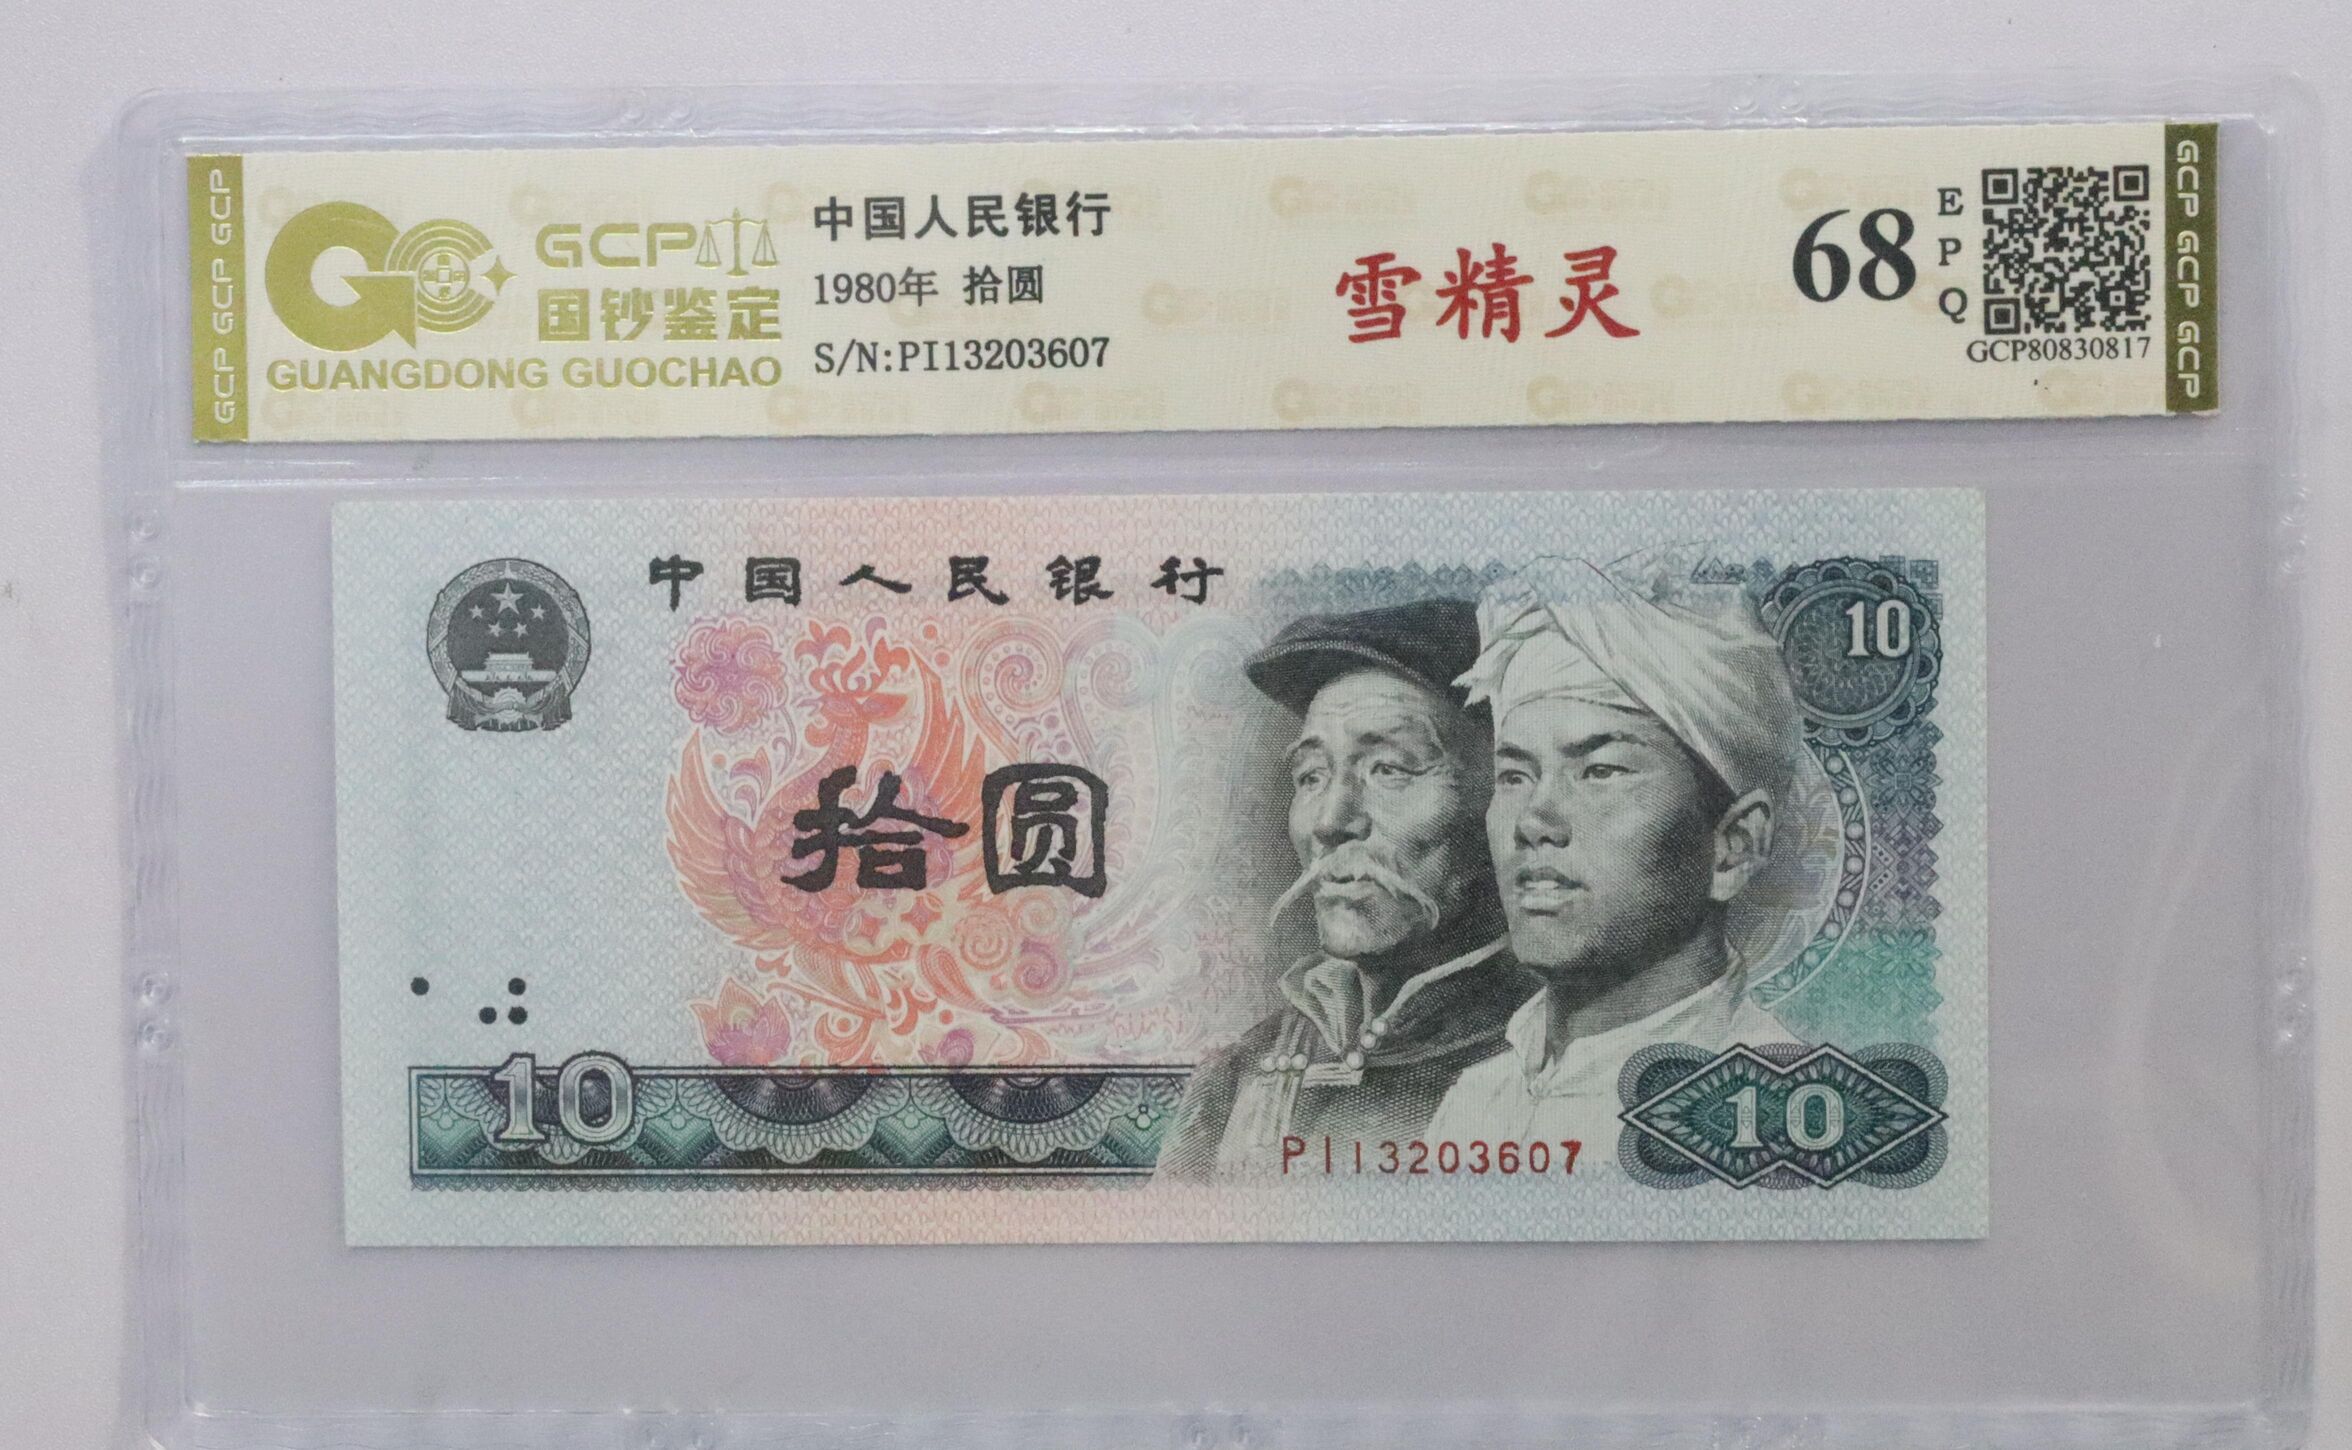 GCP GCP GCP
GCP
国钞鉴定
GUANGDONG GUOCHAO
中国人民银行
1980年 拾圆
S/N:PI13203607
雪精灵
68
EPQ
GCP80830817
GCP GCP GCP
中国人民银行
10
拾圆
10
PI13203607
10